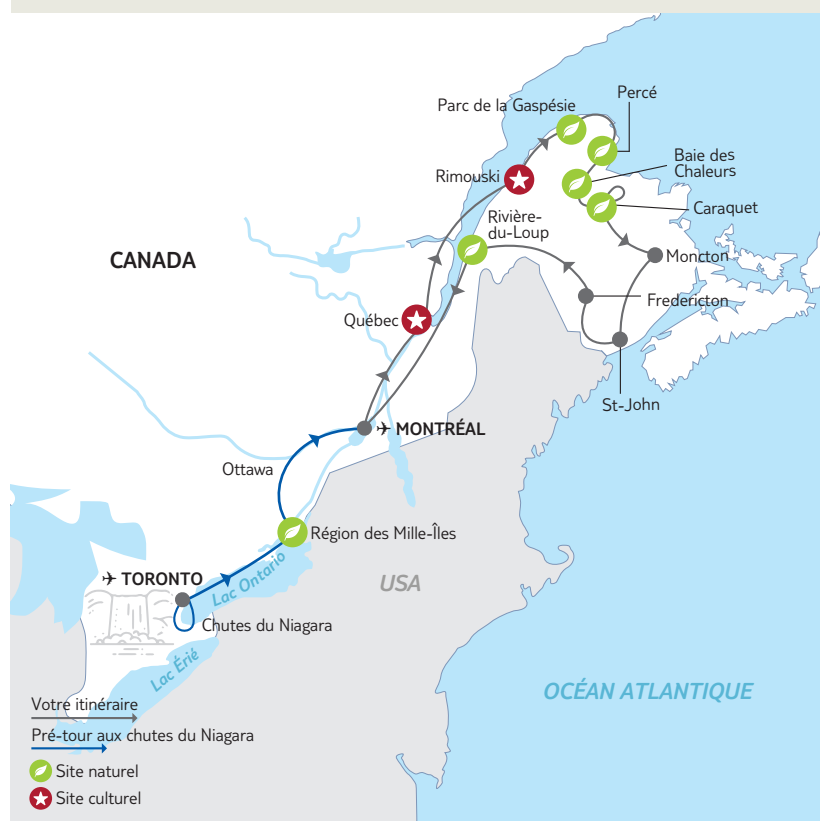 Percé
Parc de la Gaspésie
Baie des
Chaleurs
Rimouski
Caraquet
Rivière-
du-Loup
CANADA
Moncton
Fredericton
Québec
St-John
MONTRÉAL
Ottawa
Région des Mille-Îles
TORONTO
Lac Ontario
USA
Chutes du Niagara
Lac Érié
OCÉAN ATLANTIQUE
Votre itinéraire
Pré-tour aux chutes du Niagara
Site naturel
Site culturel